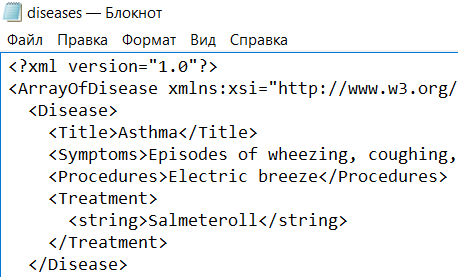 diseases — Блокнот
Файл Правка Формат Вид Справка
<?xml version="1.0"?>
<ArrayOfDisease xmlns:xsi="http://www.w3.org/
<Disease>
<Title>Asthma</Title>
<Symptoms>Episodes of wheezing, coughing,
<Procedures>Electric breeze</Procedures>
<Treatment>
<string>Salmeteroll</string>
</Treatment>
</Disease>